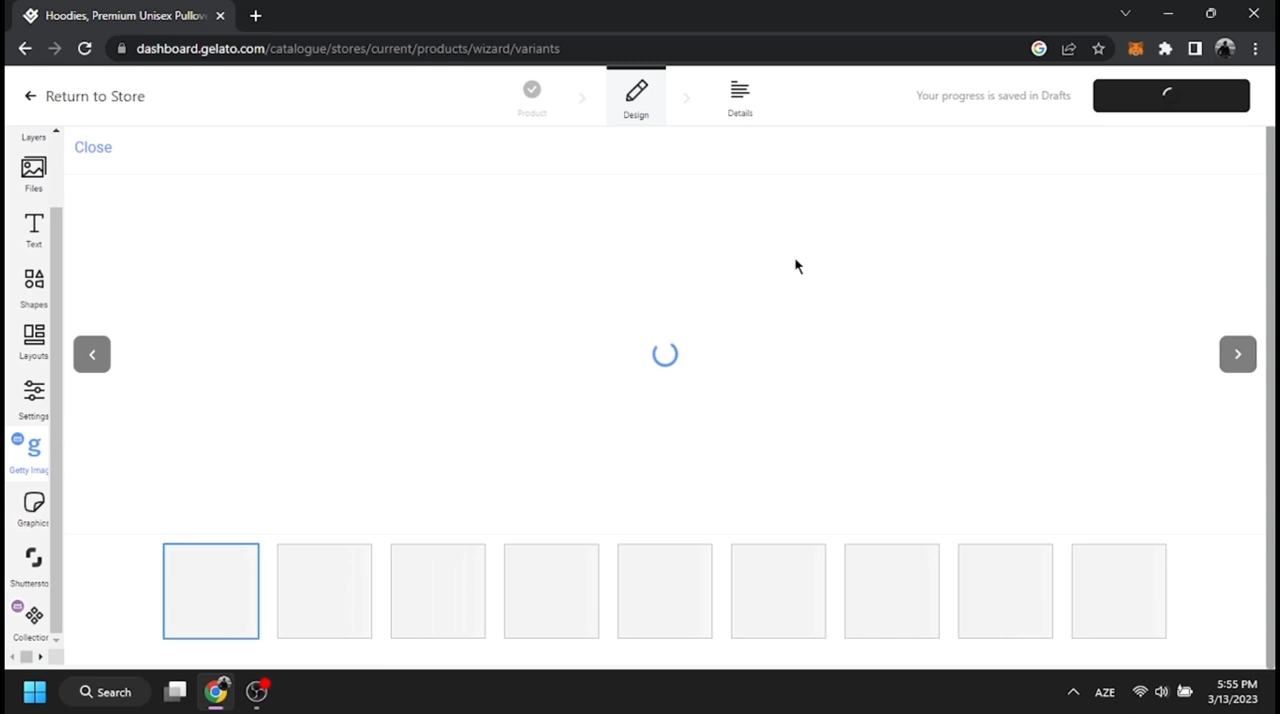 Hoodies, Premium Unisex Pullov
dashboard.gelato.com/catalogue/stores/current/products/wizard/variants
Return to Store
Product
Design
Details
Your progress is saved in Drafts
Layers
Close
Files
Text
Shapes
Layouts
Settings
g
Getty Imag
Graphics
Shuttersto
Collection
Search
AZE
5:55 PM
3/13/2023